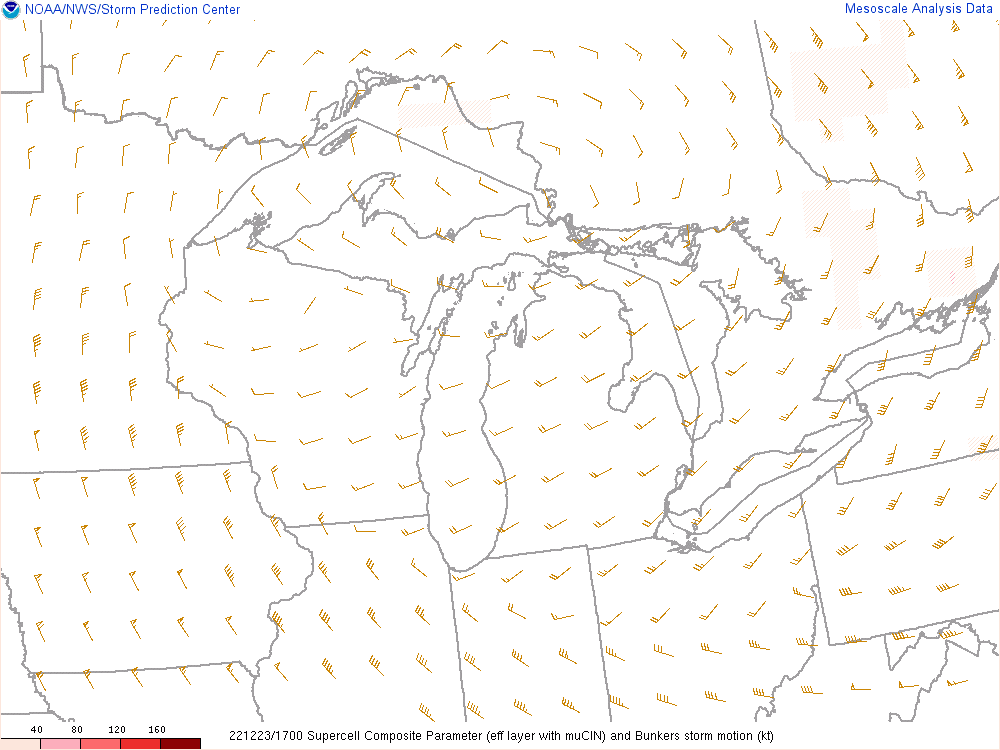 NOAA/NWS/Storm Prediction Center
Mesoscale Analysis Data
40 80 120 160
221223/1700 Supercell Composite Parameter (eff layer with muCIN) and Bunkers storm motion (kt)